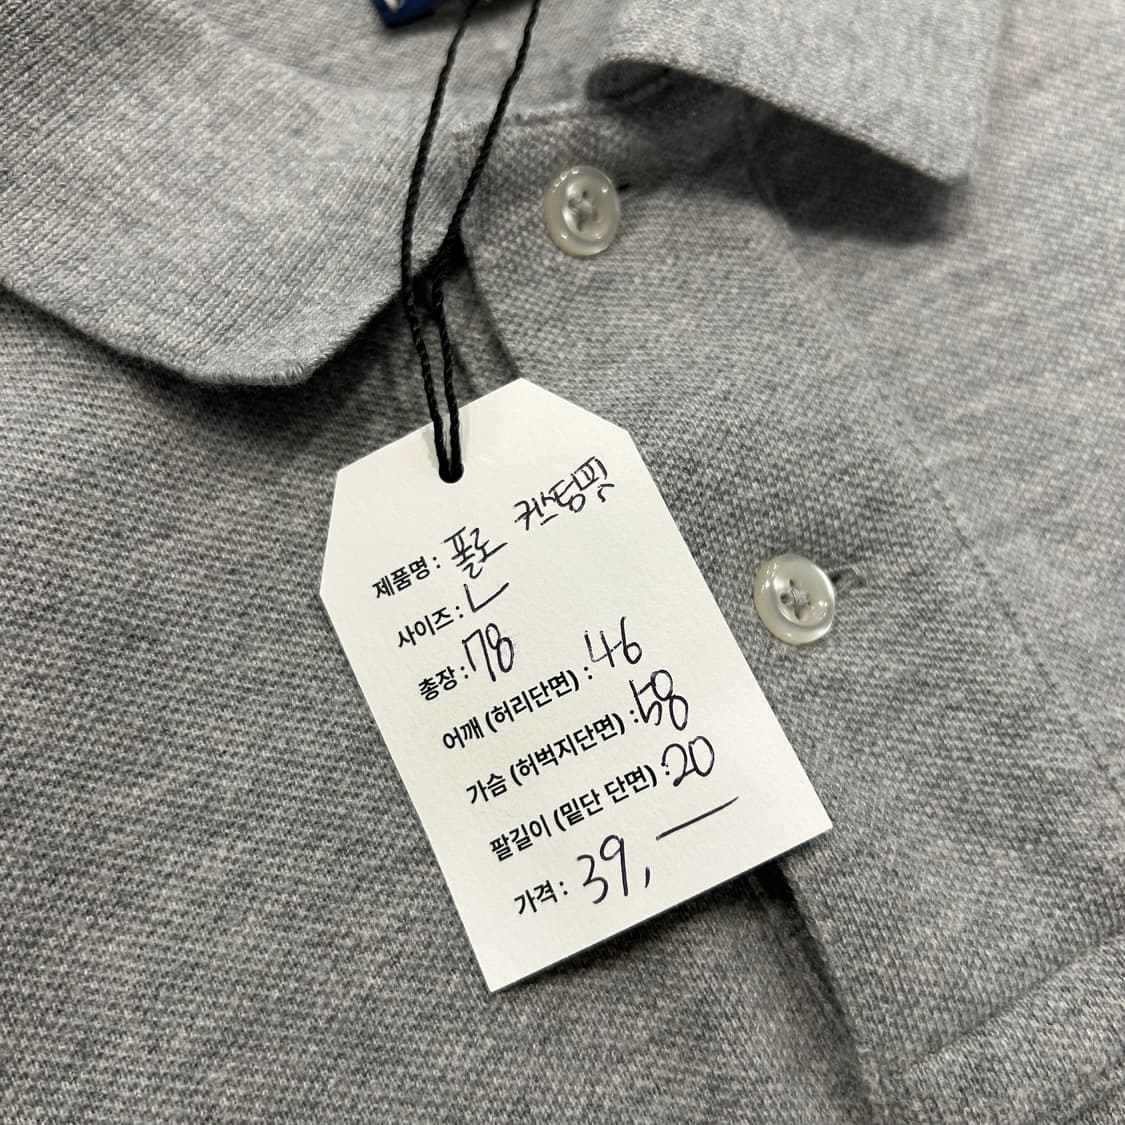 제품명 : 폴로 커스텀핏
사이즈 : L
총장 : 78
어깨 (허리단면) : 46
가슴 (허벅지단면) : 58
팔길이 (밑단 단면) : 20
가격 : 39,—